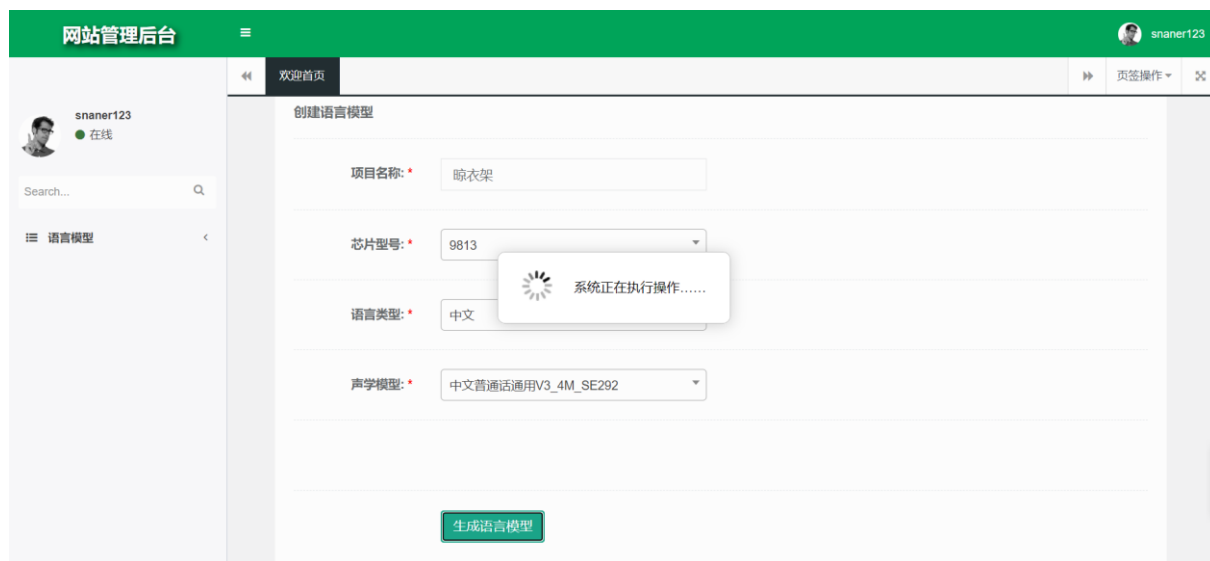 网站管理后台
snaner123
欢迎首页
页签操作
snaner123
在线
Search...
语言模型
创建语言模型
项目名称: *
晾衣架
芯片型号: *
9813
系统正在执行操作……
语言类型: *
中文
声学模型: *
中文普通话通用V3_4M_SE292
生成语言模型